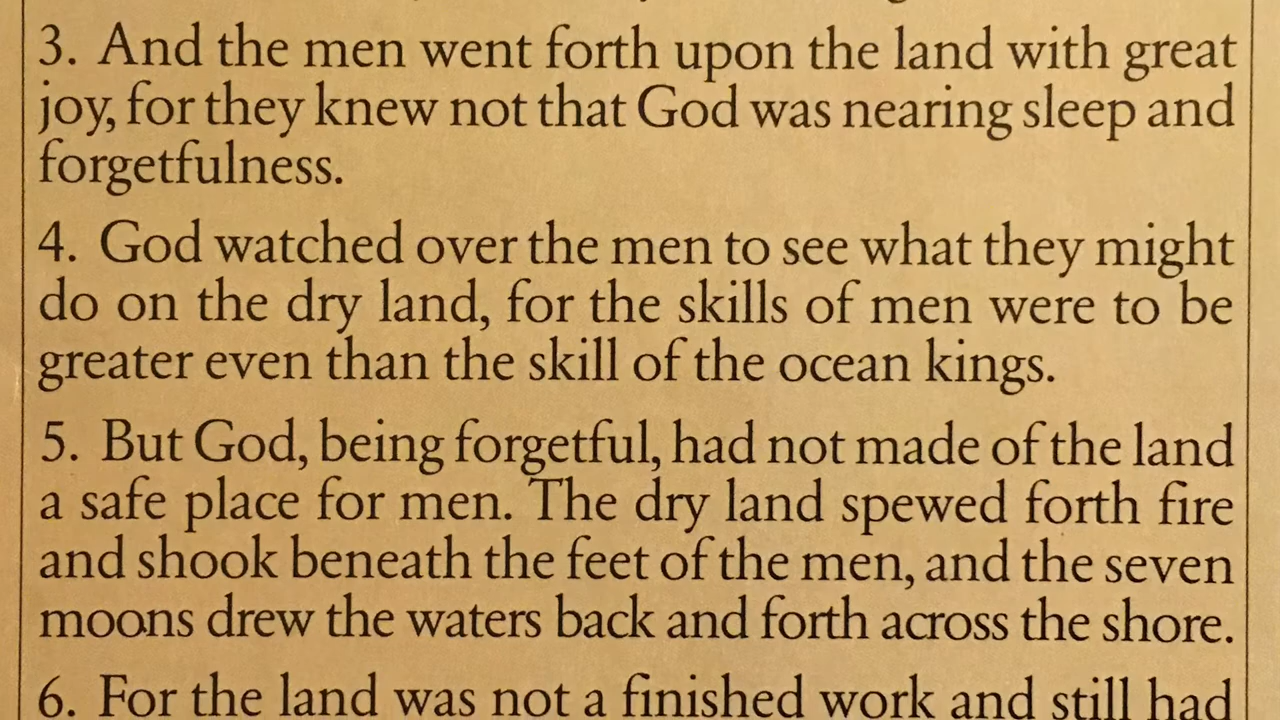 3. And the men went forth upon the land with great
joy, for they knew not that God was nearing sleep and
forgetfulness.
4. God watched over the men to see what they might
do on the dry land, for the skills of men were to be
greater even than the skill of the ocean kings.
5. But God, being forgetful, had not made of the land
a safe place for men. The dry land spewed forth fire
and shook beneath the feet of the men, and the seven
moons drew the waters back and forth across the shore.
6. For the land was not a finished work and still had